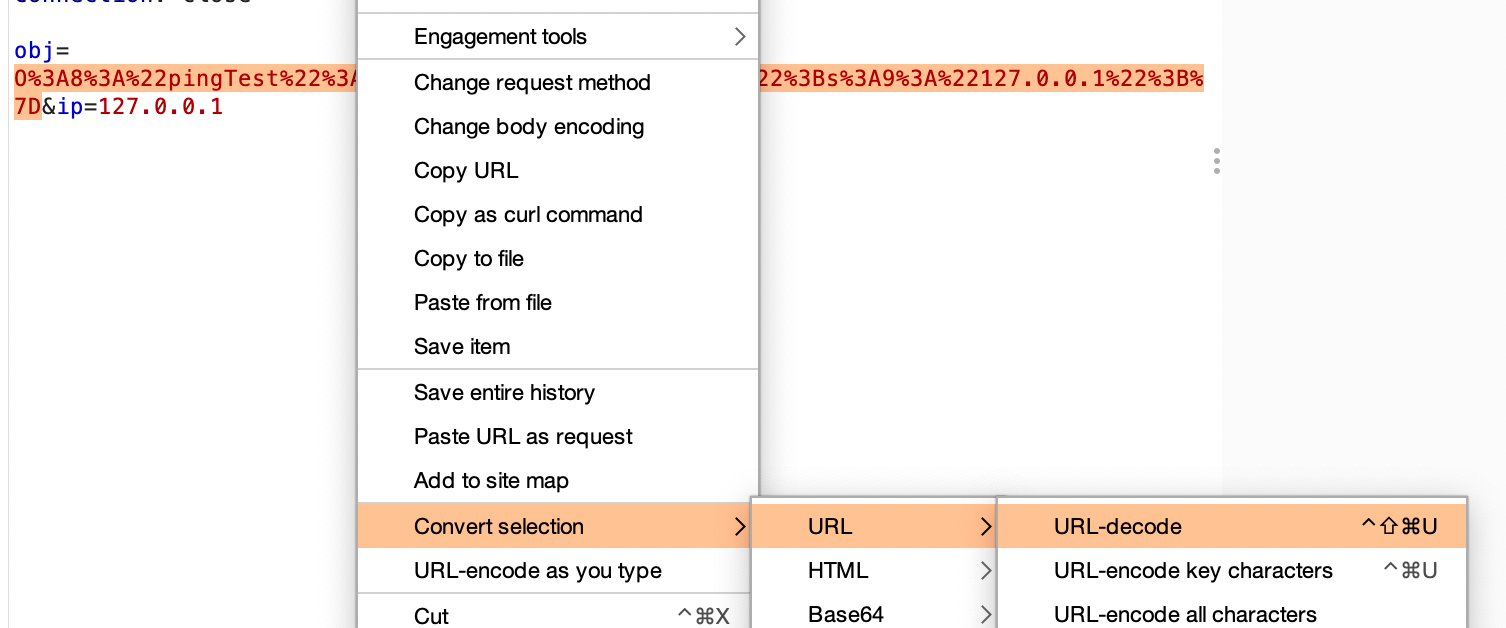 obj=
O%3A8%3A%22pingTest%22%3A 22%3Bs%3A9%3A%22127.0.0.1%22%3B%
7D&ip=127.0.0.1
Engagement tools
Change request method
Change body encoding
Copy URL
Copy as curl command
Copy to file
Paste from file
Save item
Save entire history
Paste URL as request
Add to site map
Convert selection
URL-encode as you type
Cut ^⌘X
URL
HTML
Base64
URL-decode ^⇧⌘U
URL-encode key characters ^⌘U
URL-encode all characters